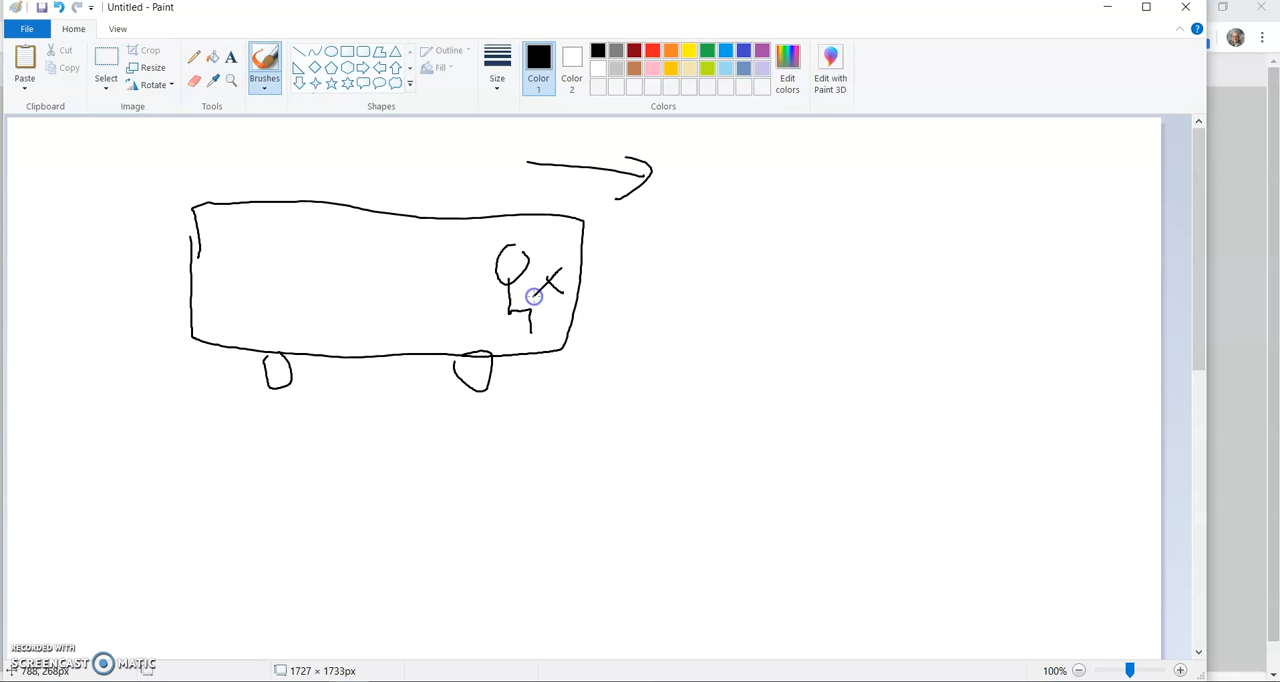 Untitled - Paint
File
Home
View
Paste
Cut
Copy
Clipboard
Select
Crop
Resize
Rotate
Image
Tools
Brushes
Shapes
Outline
Fill
Size
Color 1
Color 2
Edit colors
Colors
Edit with Paint 3D
X
RECORDED WITH
SCREENCAST MATIC
788, 268px
1727 × 1733px
100%